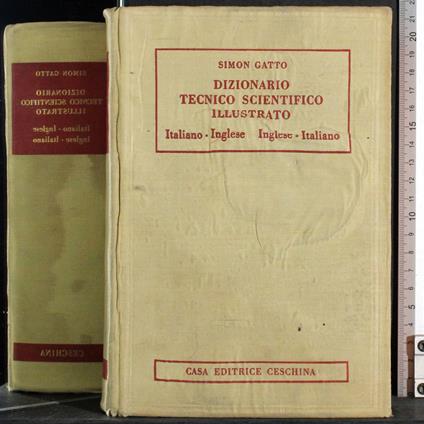 SIMON GATTO
DIZIONARIO
TECNICO SCIENTIFICO
ILLUSTRATO
Italiano - Inglese Inglese - Italiano
CASA EDITRICE CESCHINA
SIMON GATTO
DIZIONARIO
TECNICO SCIENTIFICO
ILLUSTRATO
Italiano - Inglese
Inglese - Italiano
CESCHINA